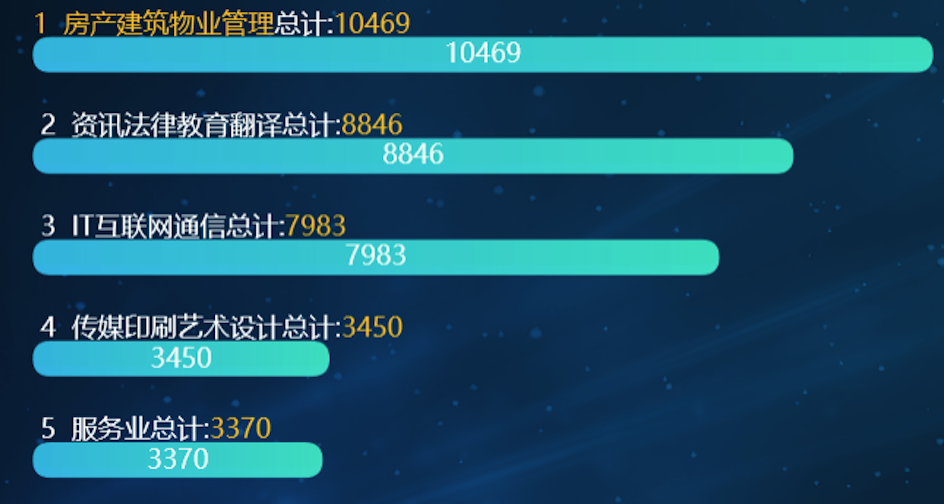 1 房产建筑物业管理总计:10469
10469
2 资讯法律教育翻译总计:8846
8846
3 IT互联网通信总计:7983
7983
4 传媒印刷艺术设计总计:3450
3450
5 服务业总计:3370
3370